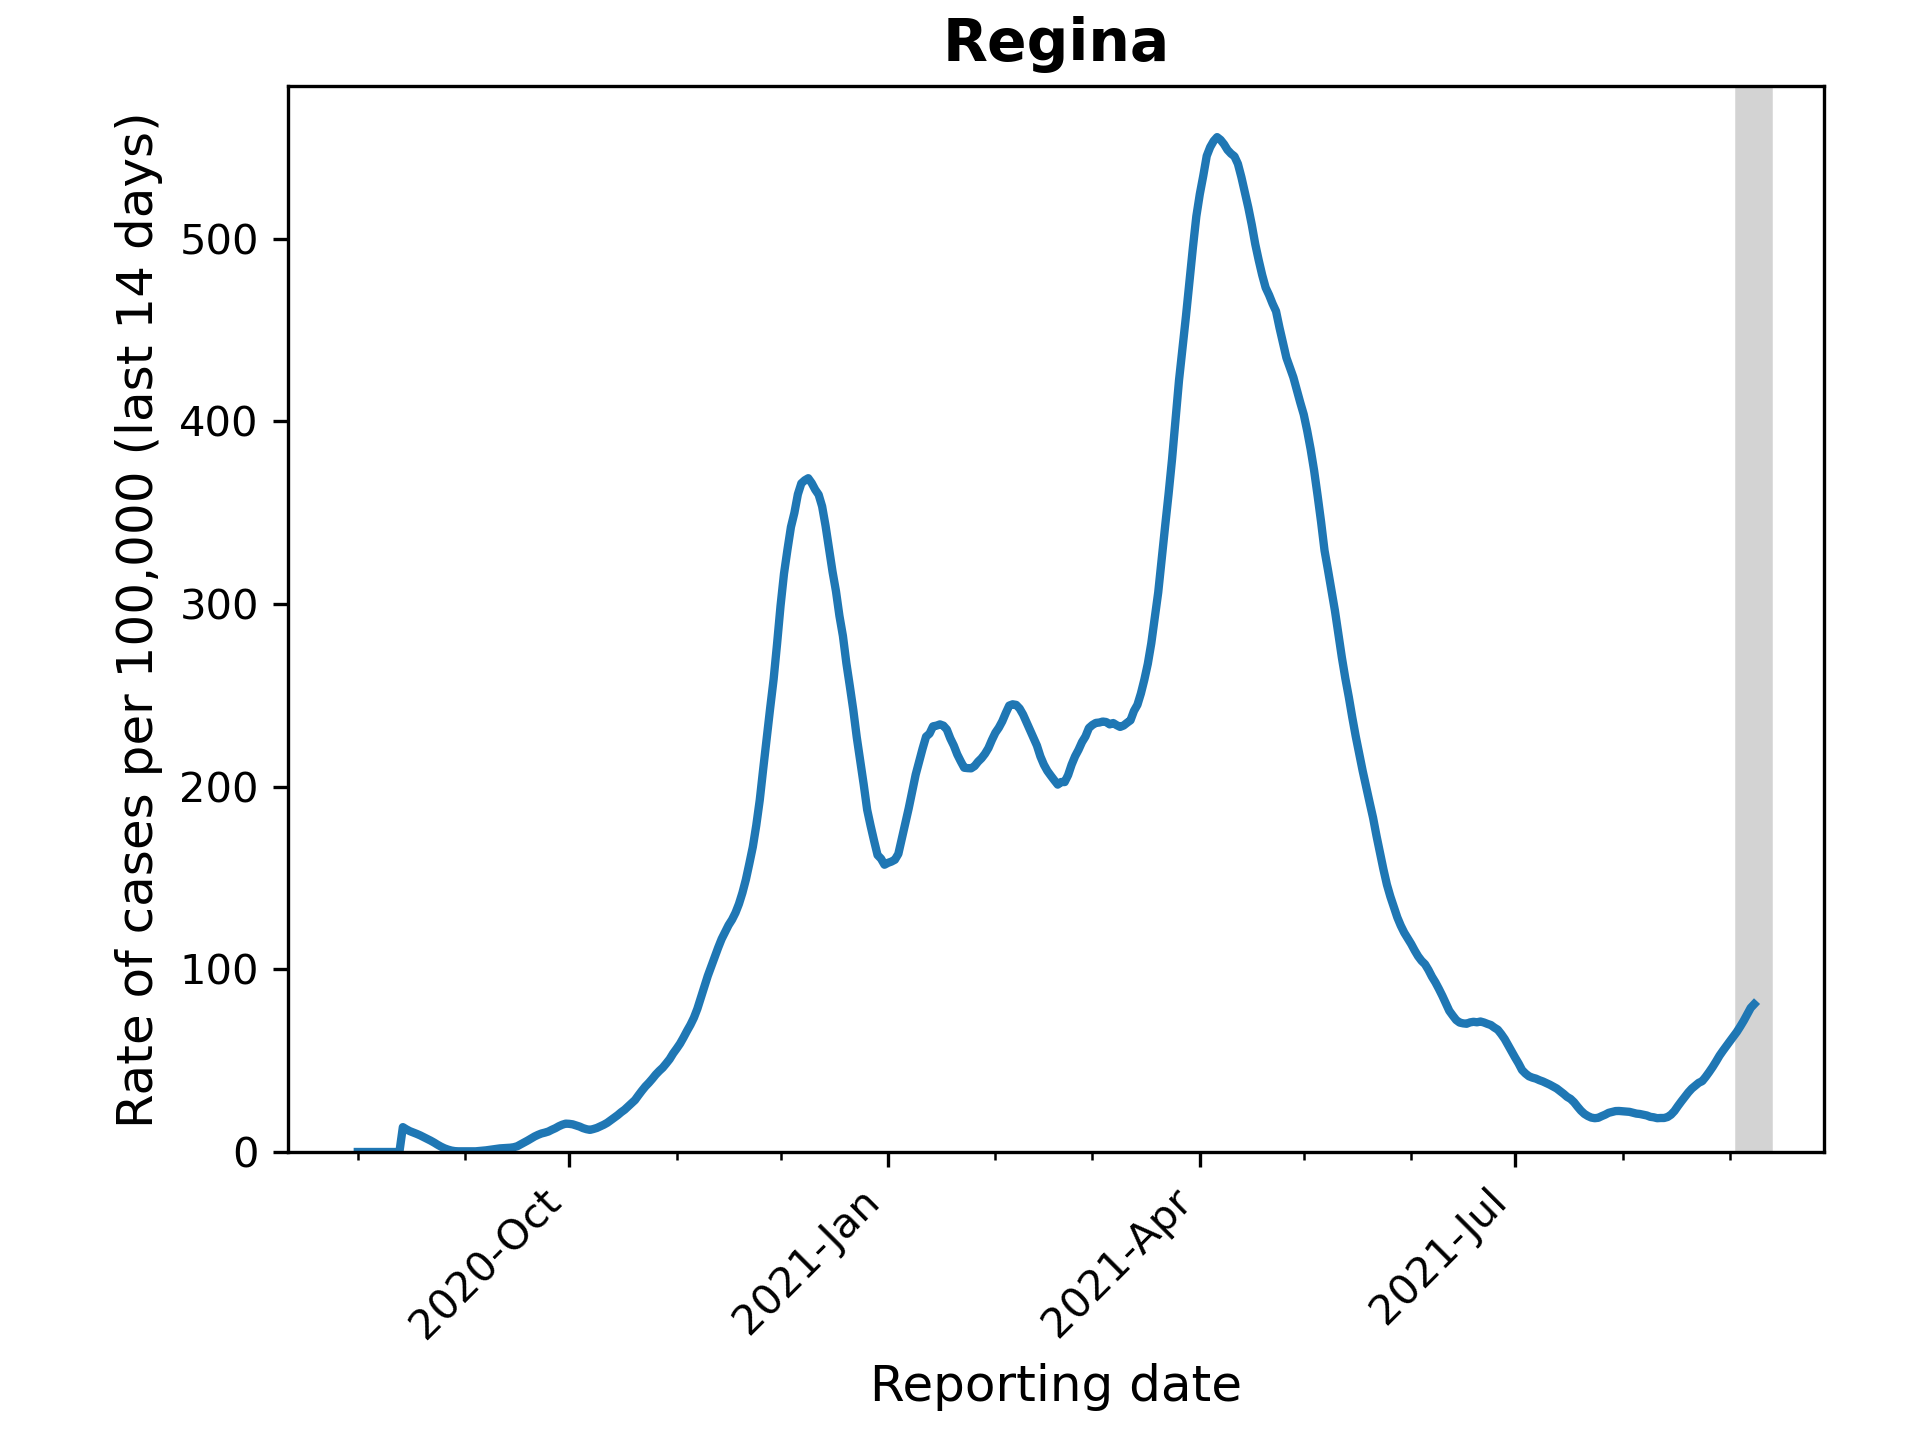 Regina
Rate of cases per 100,000 (last 14 days)
500
400
300
200
100
0
2020-Oct
2021-Jan
2021-Apr
2021-Jul
Reporting date